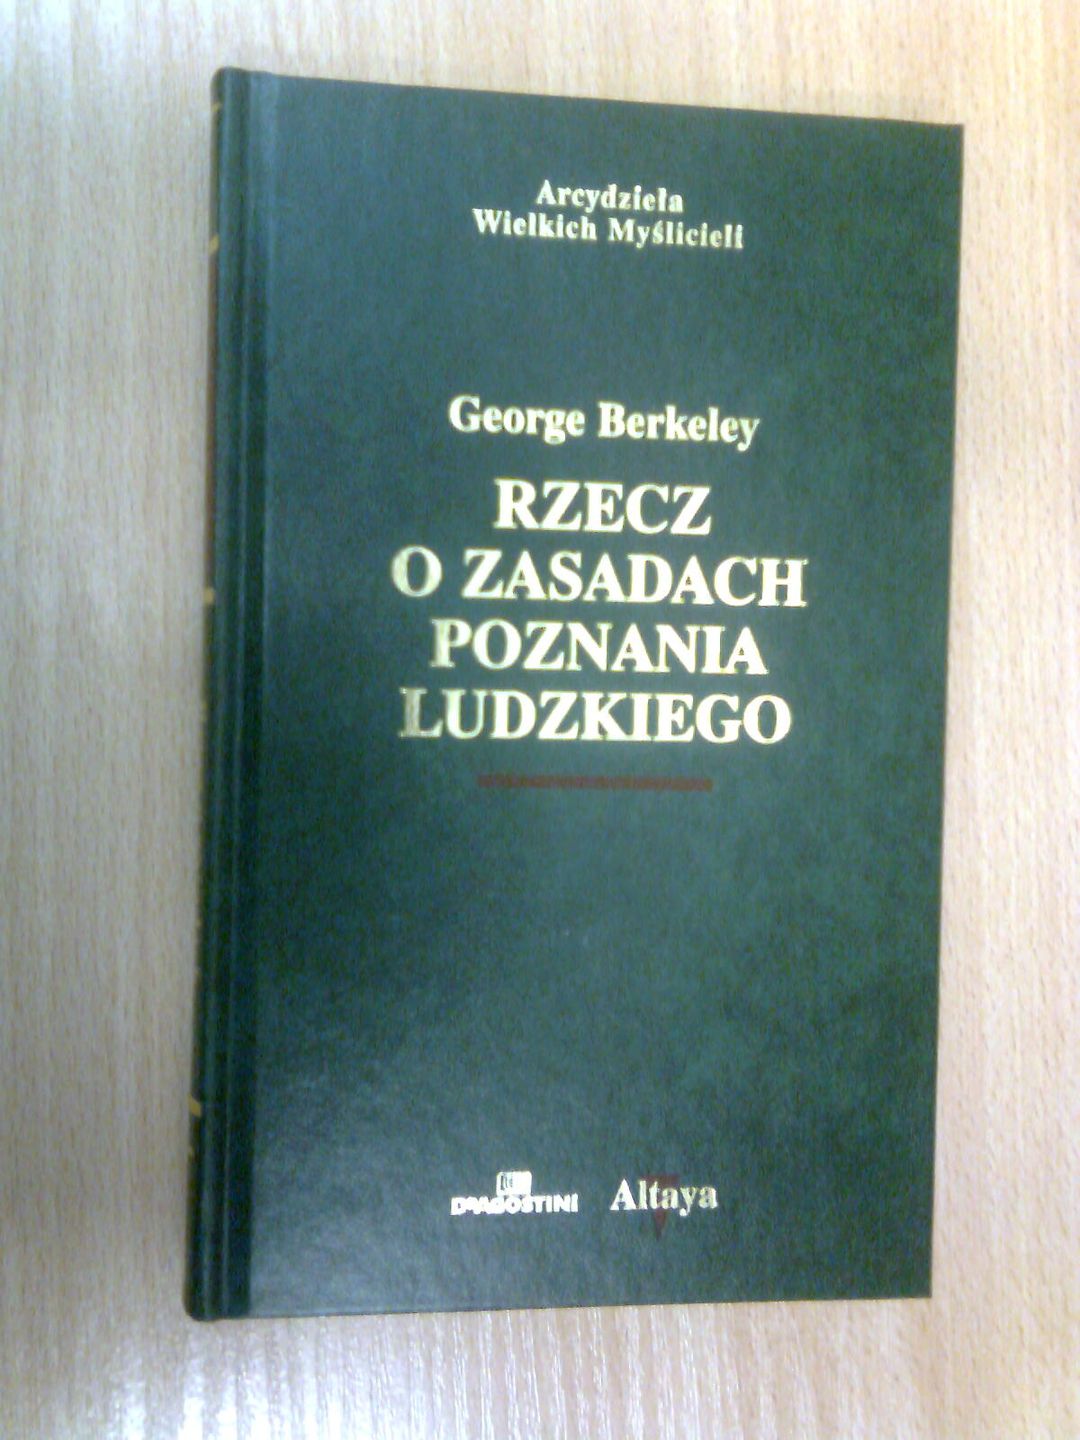 Arcydzieła
Wielkich Myślicieli
George Berkeley
RZECZ
O ZASADACH
POZNANIA
LUDZKIEGO
DeAGOSTINI
Altaya